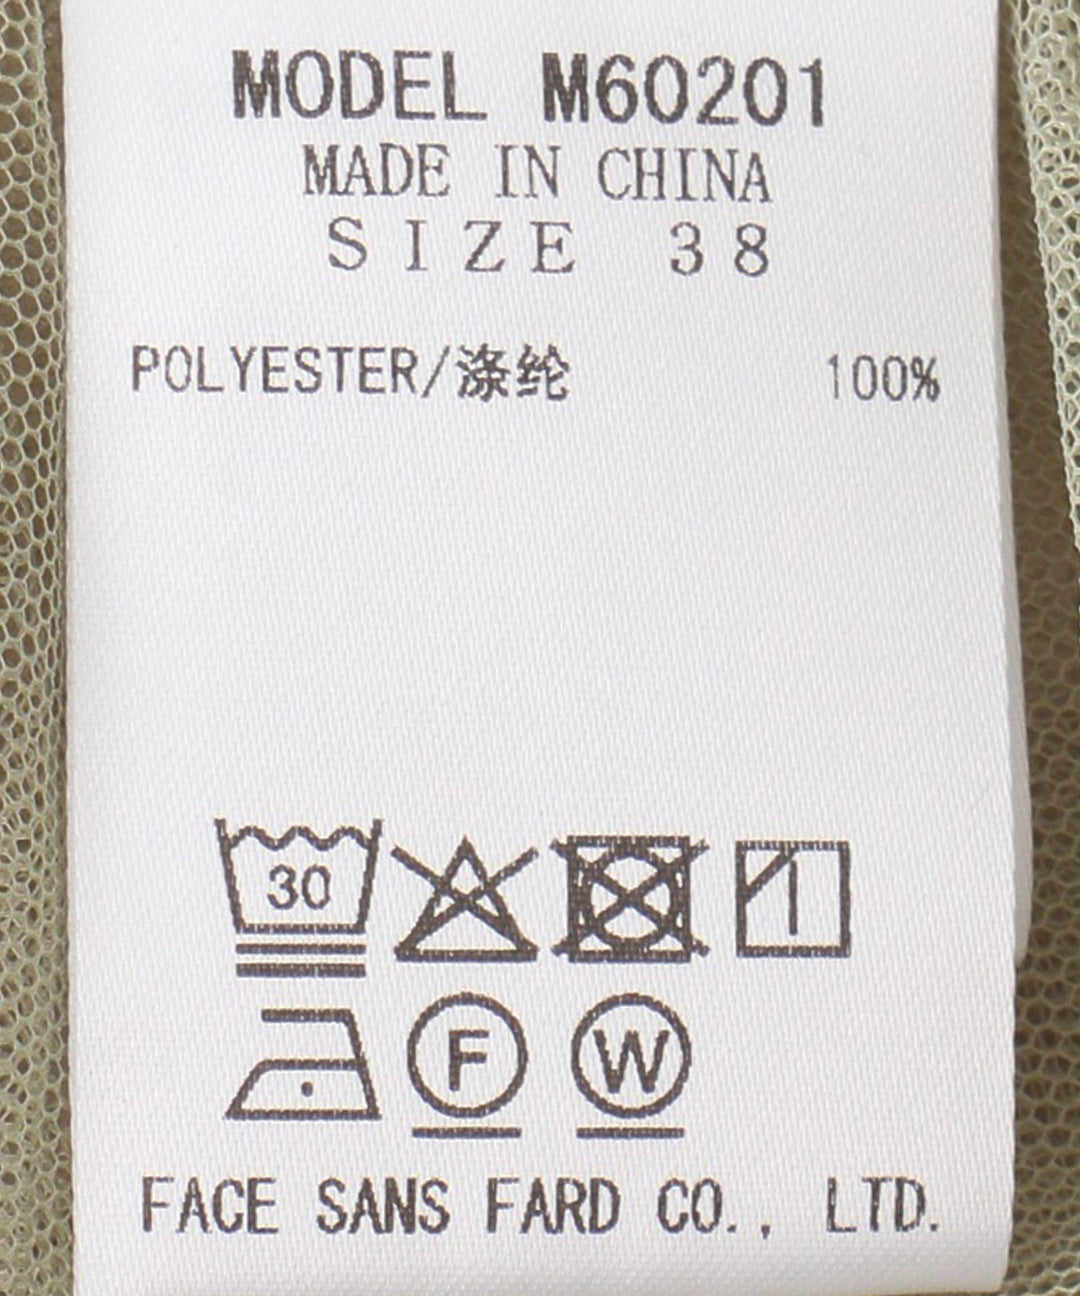 MODEL M60201
MADE IN CHINA
SIZE 38
POLYESTER/涤纶 100%
30
F W
FACE SANS FARD CO., LTD.